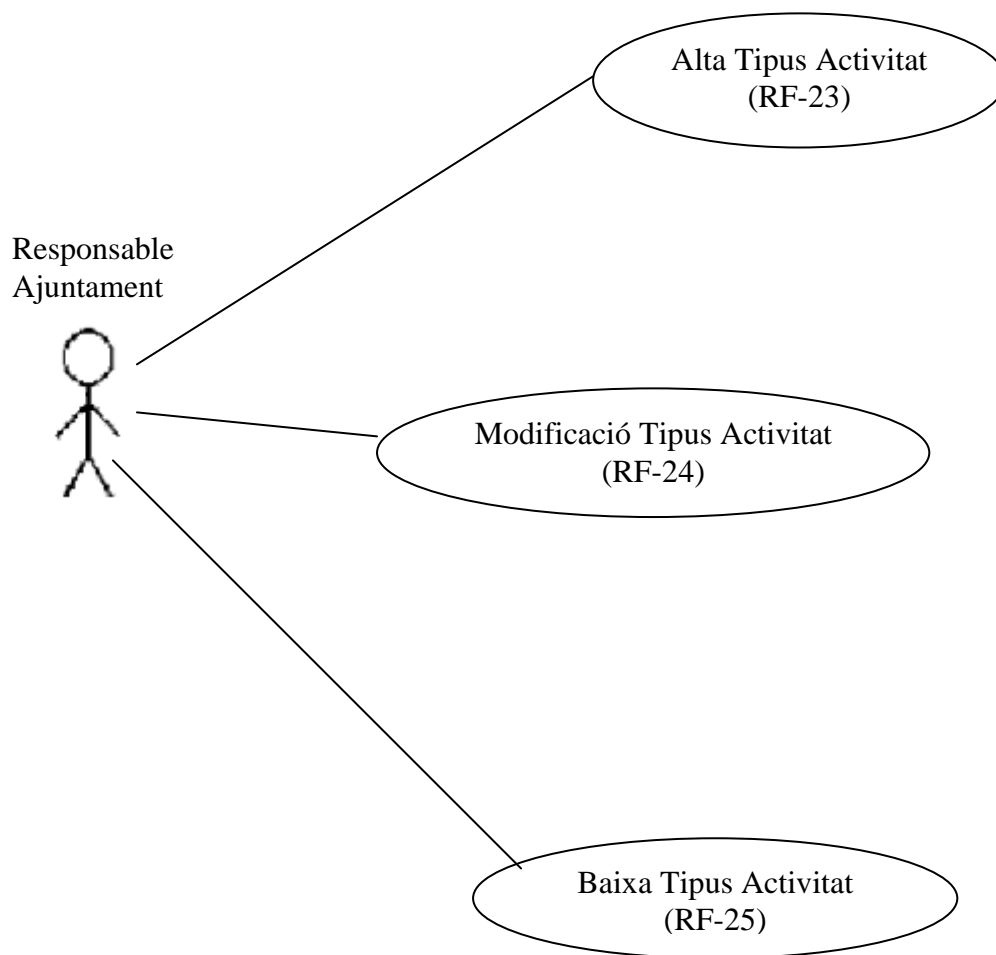 Alta Tipus Activitat
(RF-23)
Responsable
Ajuntament
Modificació Tipus Activitat
(RF-24)
Baixa Tipus Activitat
(RF-25)